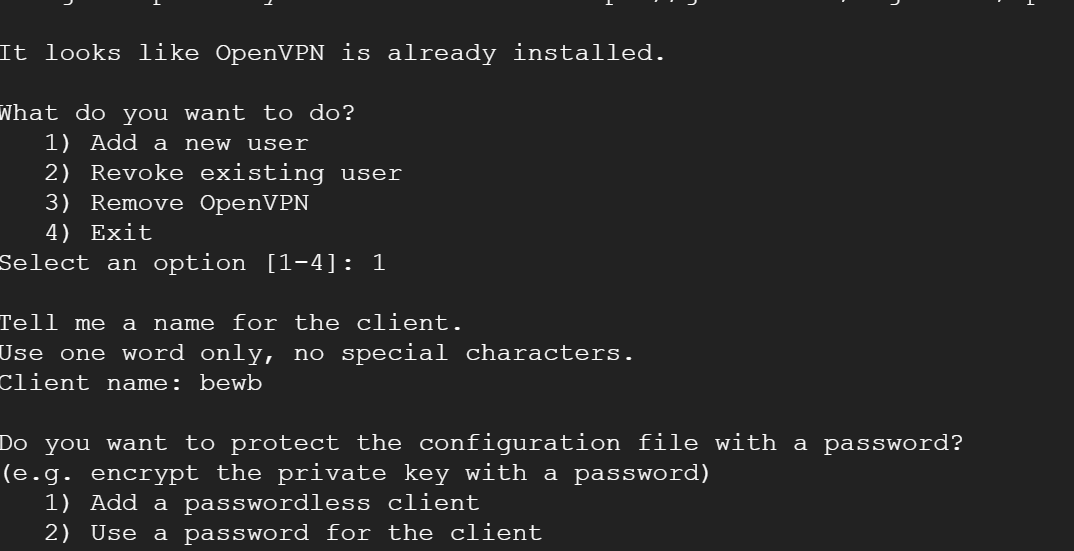 It looks like OpenVPN is already installed.
What do you want to do?
1) Add a new user
2) Revoke existing user
3) Remove OpenVPN
4) Exit
Select an option [1-4]: 1
Tell me a name for the client.
Use one word only, no special characters.
Client name: bewb
Do you want to protect the configuration file with a password?
(e.g. encrypt the private key with a password)
1) Add a passwordless client
2) Use a password for the client